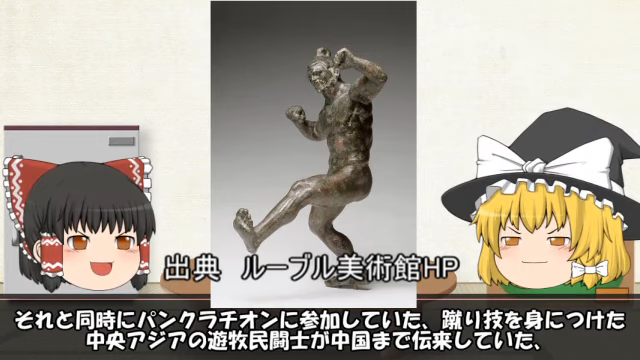 出典　ルーブル美術館HP
それと同時にパンクラチオンに参加していた、蹴り技を身につけた
中央アジアの遊牧民闘士が中国まで伝来していた、